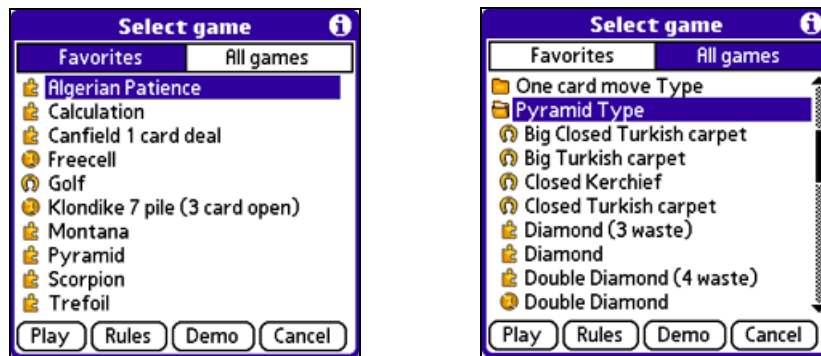 Select game
Favorites All games
Algerian Patience
Calculation
Canfield 1 card deal
Freecell
Golf
Klondike 7 pile (3 card open)
Montana
Pyramid
Scorpion
Trefoil
Play Rules Demo Cancel
Select game
Favorites All games
One card move Type
Pyramid Type
Big Closed Turkish carpet
Big Turkish carpet
Closed Kerchief
Closed Turkish carpet
Diamond (3 waste)
Diamond
Double Diamond (4 waste)
Double Diamond
Play Rules Demo Cancel